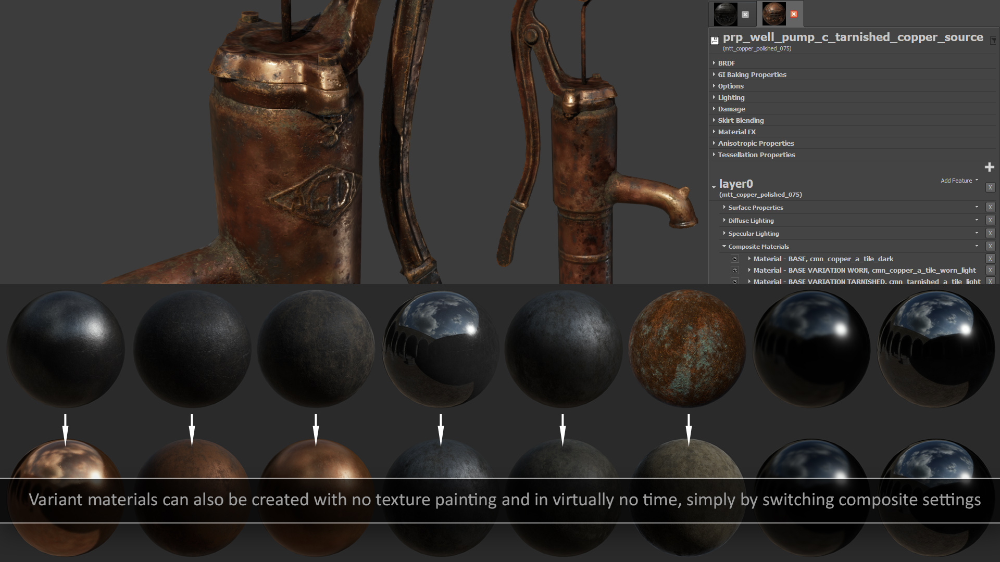 3
prp_well_pump_c_tarnished_copper_source
(mtt_copper_polished_075)
BRDF
GI Baking Properties
Options
Lighting
Damage
Skirt Blending
Material FX
Anisotropic Properties
Tessellation Properties
layer0
Add Feature
X
(mtt_copper_polished_075)
Surface Properties X
Diffuse Lighting X
Specular Lighting X
Composite Materials X
Material - BASE, cmn_copper_a_tile_dark X
Material - BASE VARIATION WORN, cmn_copper_a_tile_worn_light X
Material - BASE VARIATION TARNISHED, cmn_tarnished_a_tile_light X
Variant materials can also be created with no texture painting and in virtually no time, simply by switching composite settings